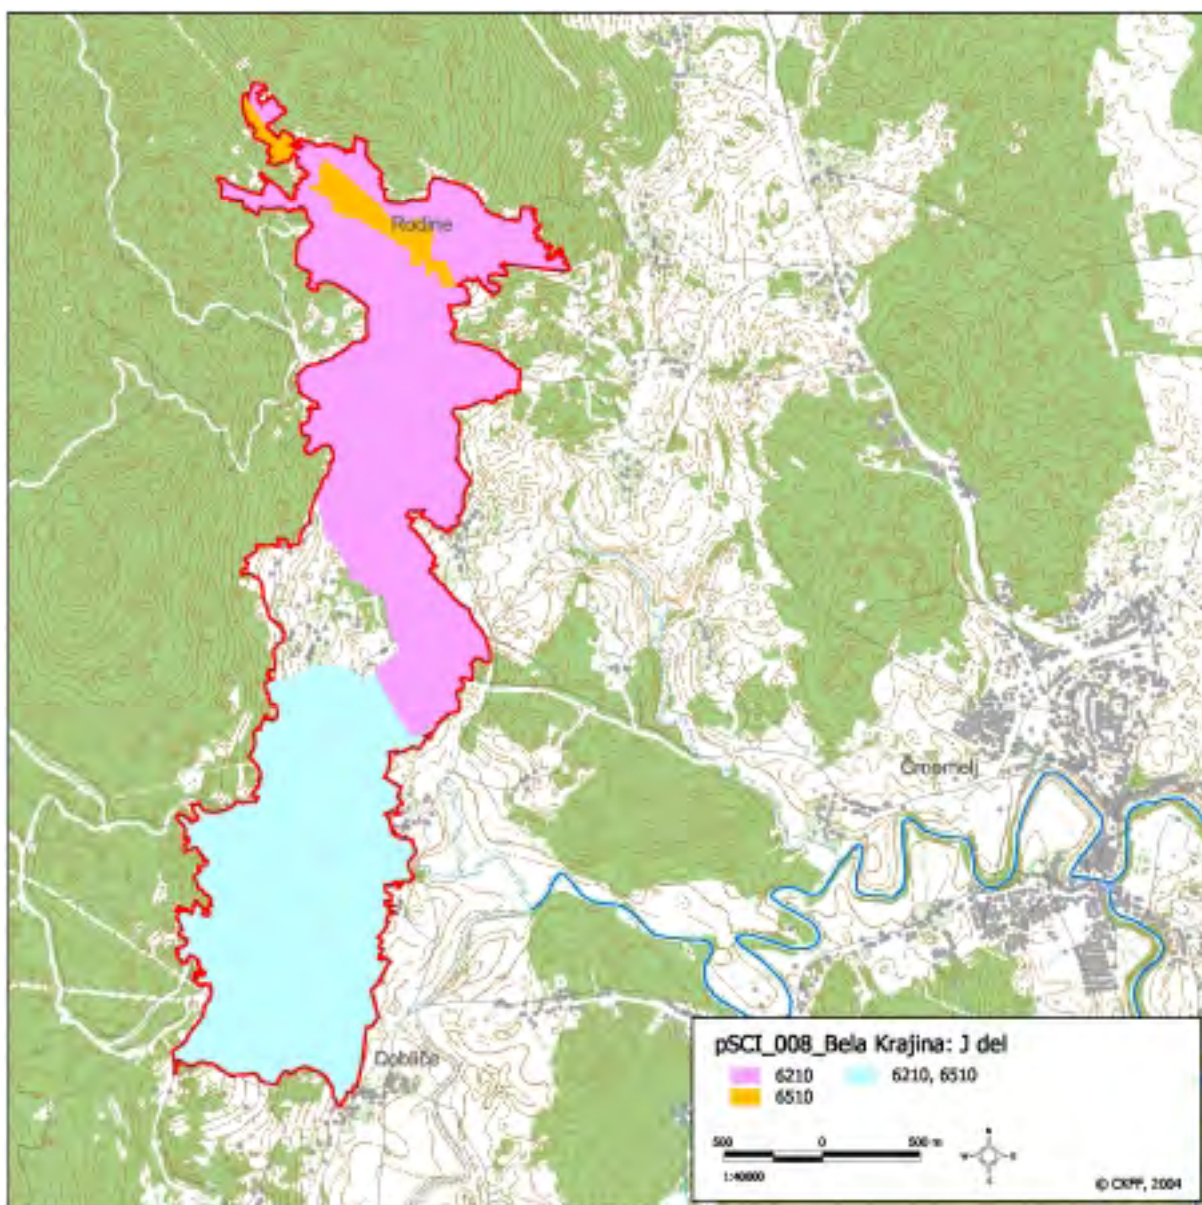 Rodine
Črnomelj
Dobliče
pSCI_008_Bela Krajina: J del
6210
6210, 6510
6510
500 0 500 m
1:40000
© CKFF, 2004